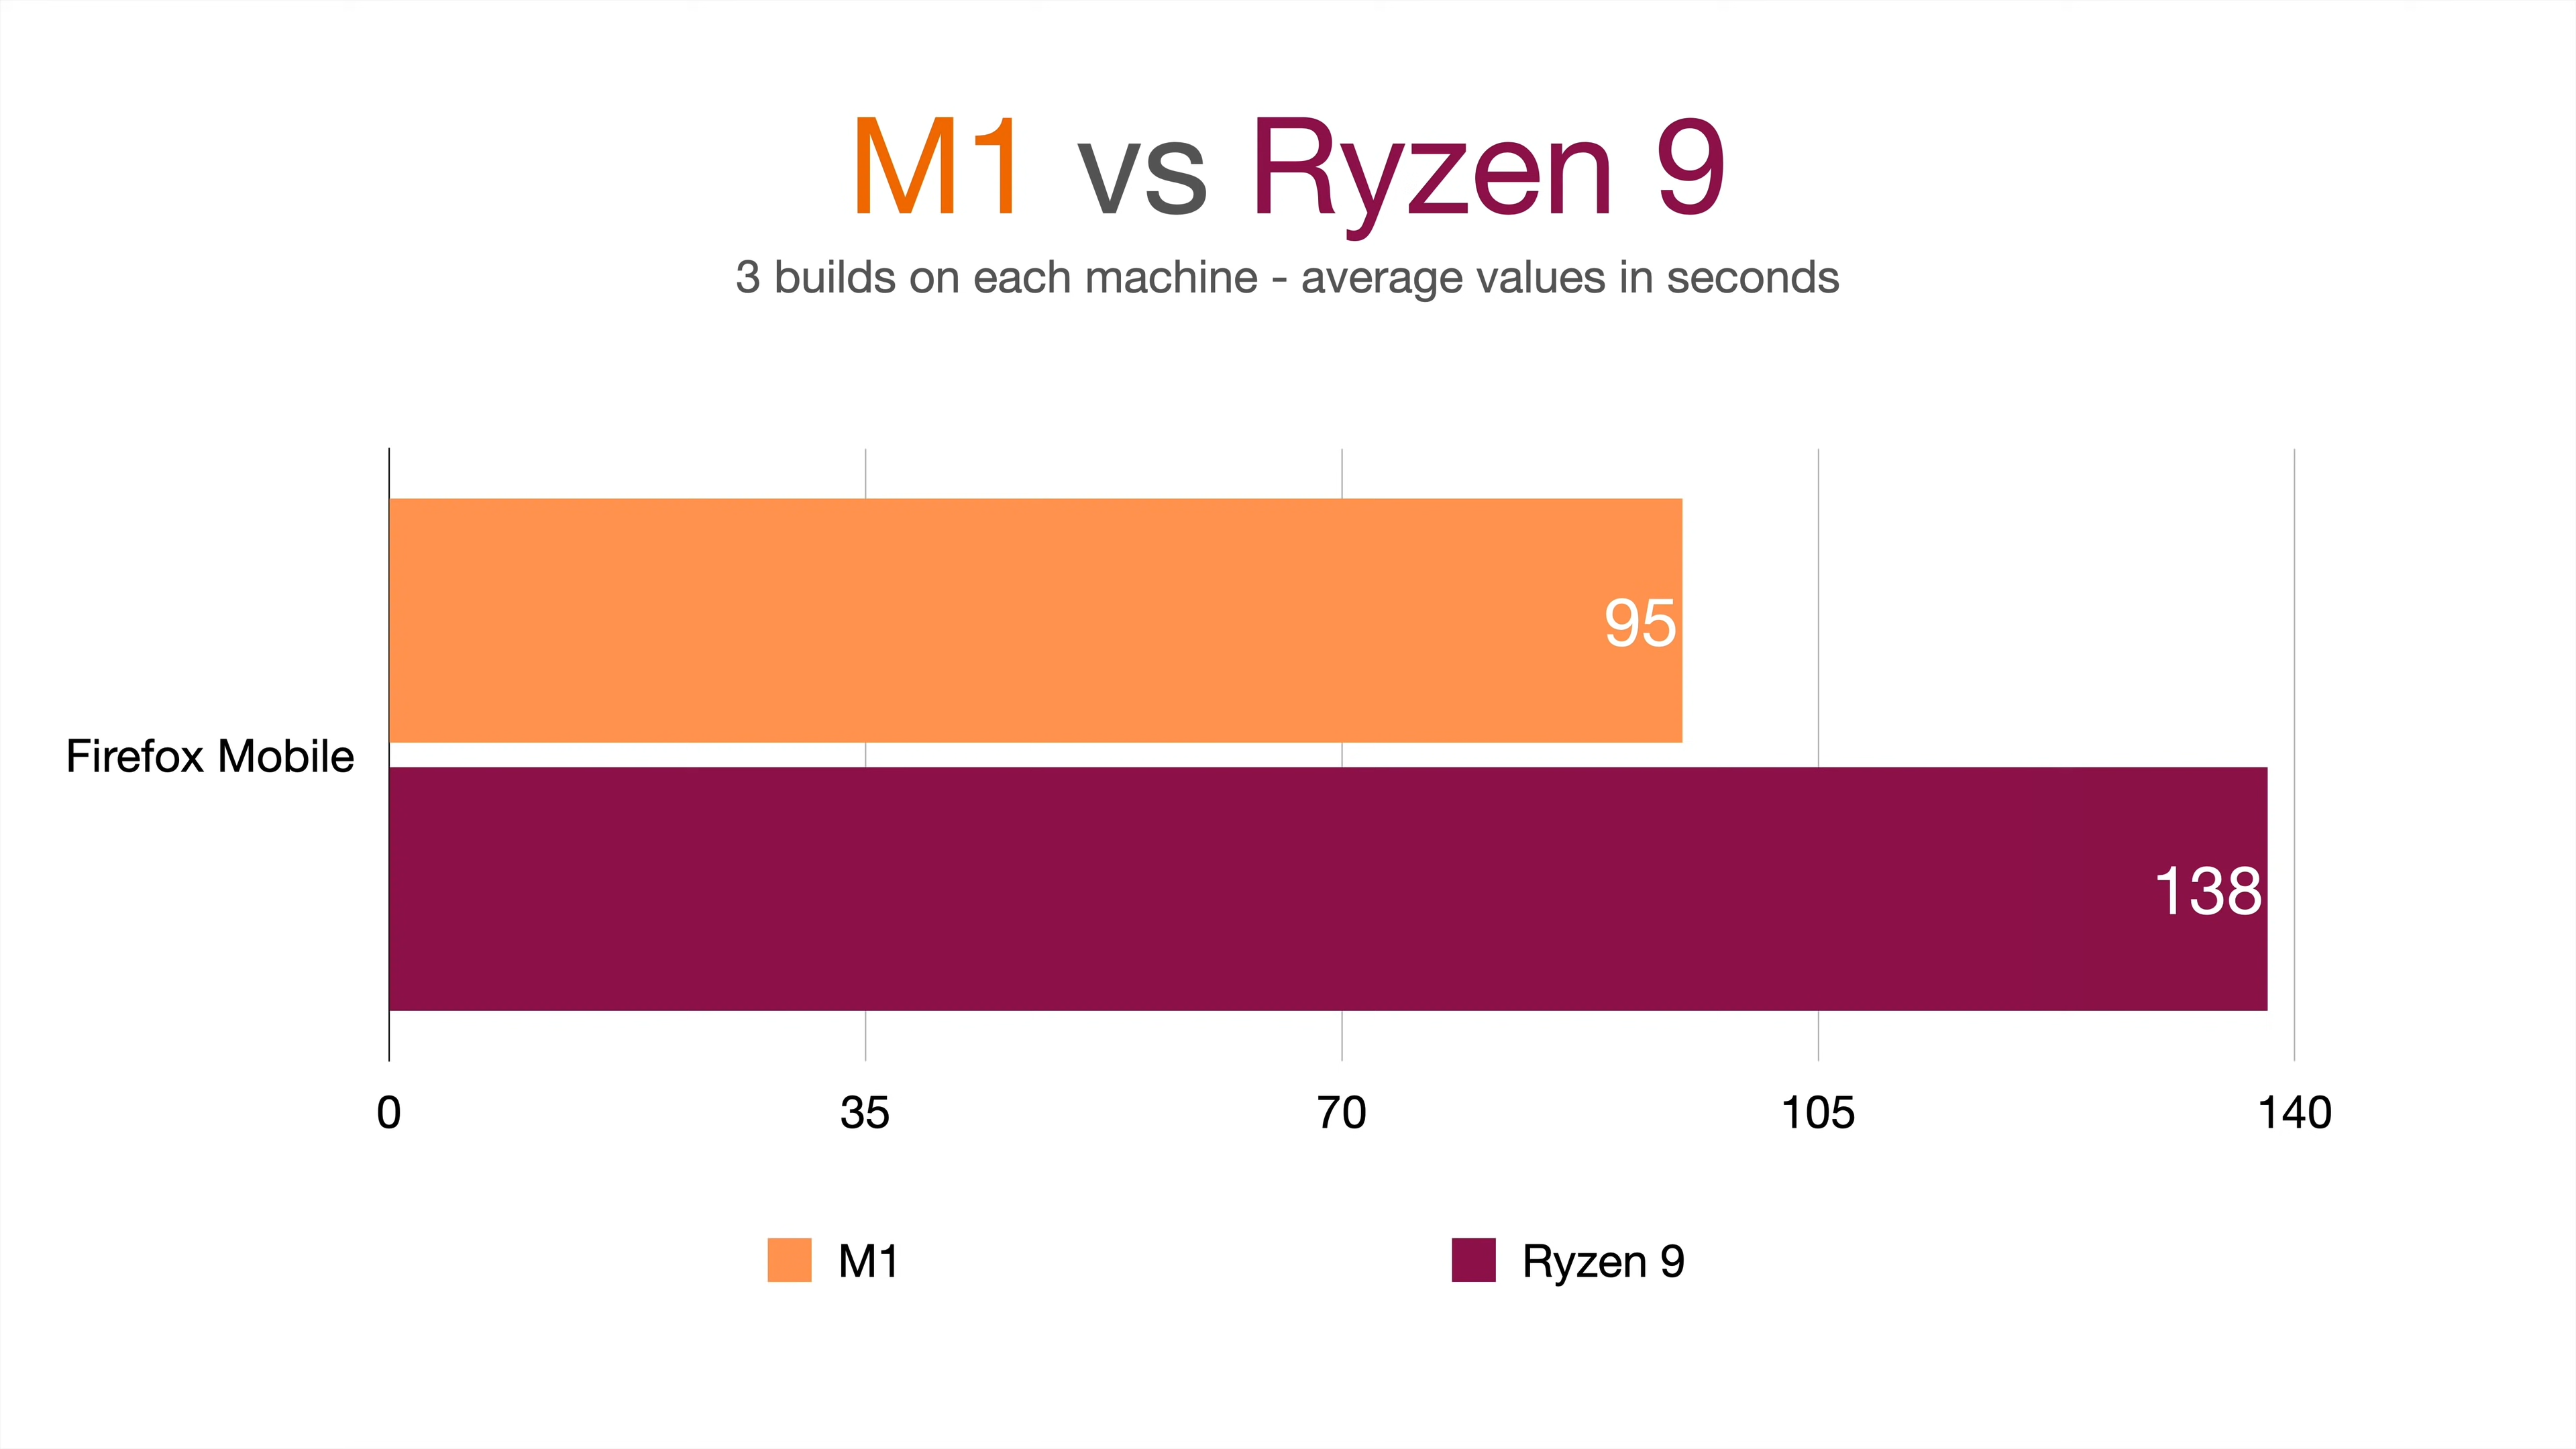 M1 vs Ryzen 9
3 builds on each machine - average values in seconds
95
Firefox Mobile
138
0 35 70 105 140
M1 Ryzen 9